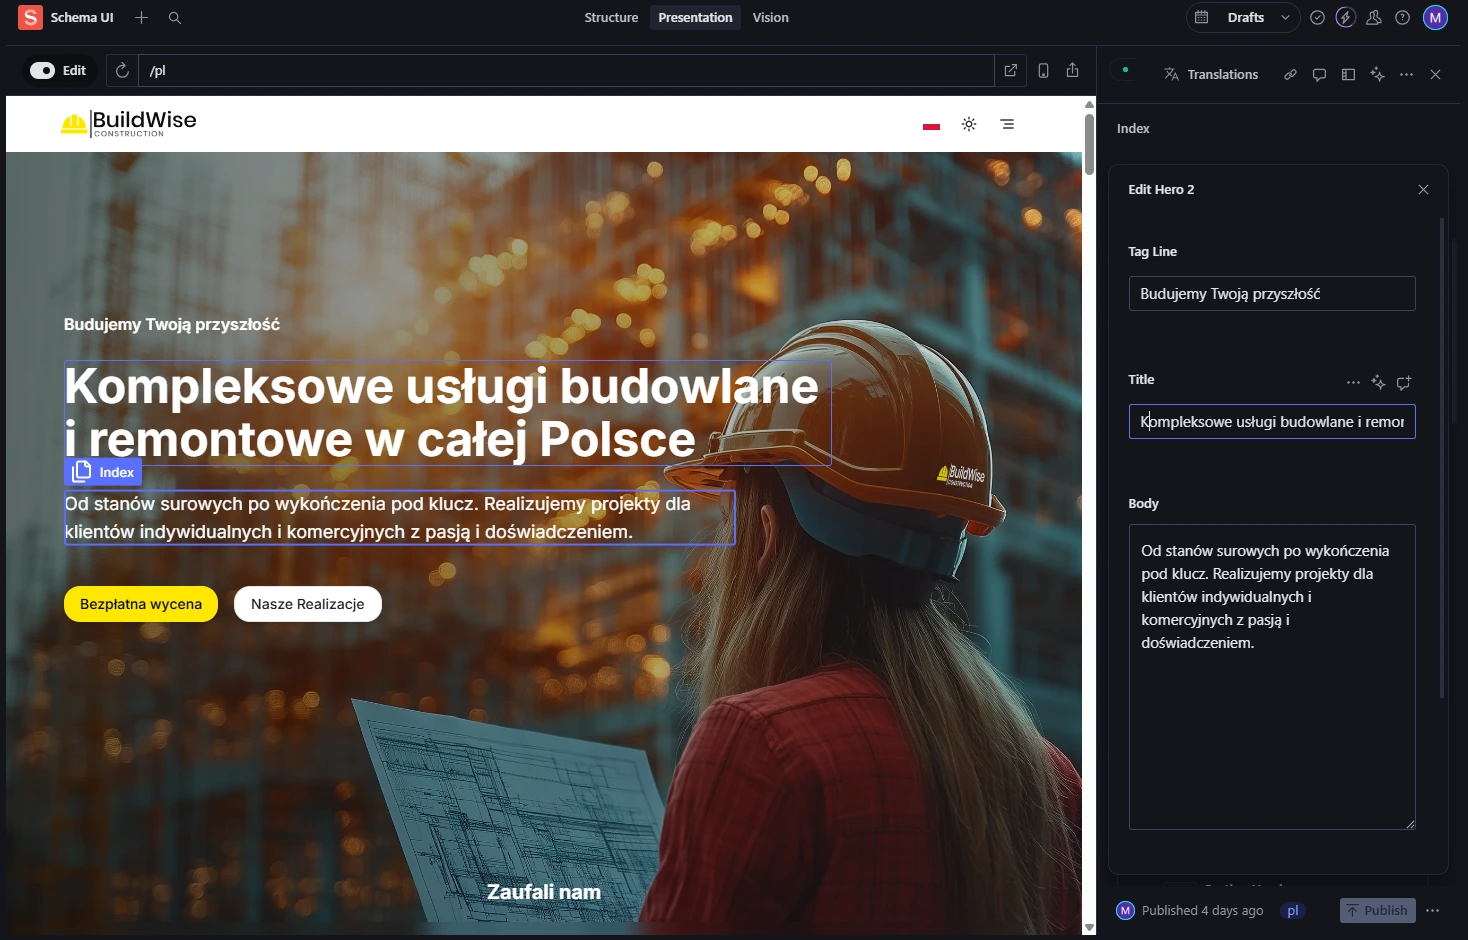 S Schema UI
Structure Presentation Vision
Drafts
M
Edit
/pl
Translations
BuildWise
CONSTRUCTION
Index
Edit Hero 2
Tag Line
Budujemy Twoją przyszłość
Title
Kompleksowe usługi budowlane i remor
Body
Od stanów surowych po wykończenia
pod klucz. Realizujemy projekty dla
klientów indywidualnych i
komercyjnych z pasją i
doświadczeniem.
Budujemy Twoją przyszłość
Kompleksowe usługi budowlane
i remontowe w całej Polsce
Index
Od stanów surowych po wykończenia pod klucz. Realizujemy projekty dla
klientów indywidualnych i komercyjnych z pasją i doświadczeniem.
Bezpłatna wycena
Nasze Realizacje
BuildWise
CONSTRUCTION
Zaufali nam
M Published 4 days ago
pl
Publish